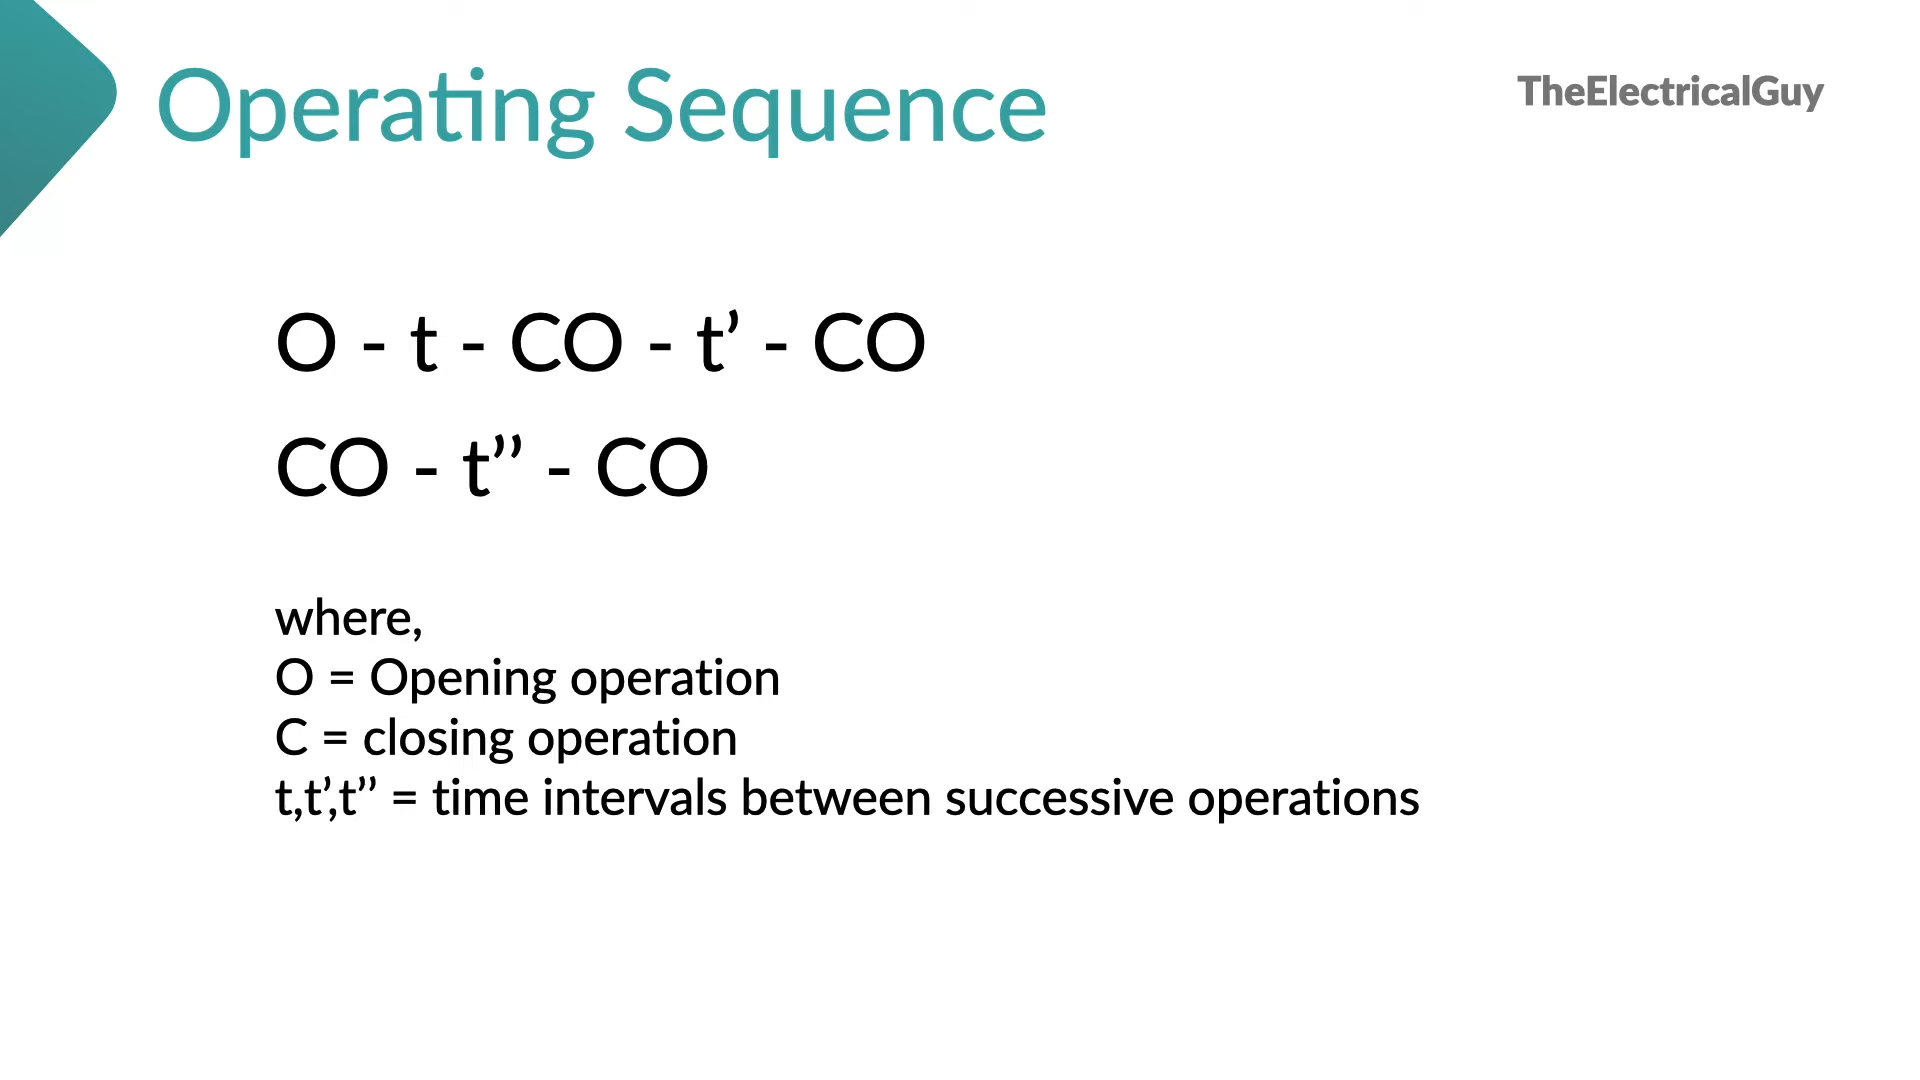 Operating Sequence
TheElectricalGuy
O - t - CO - t’ - CO
CO - t’’ - CO
where,
O = Opening operation
C = closing operation
t,t’,t’’ = time intervals between successive operations